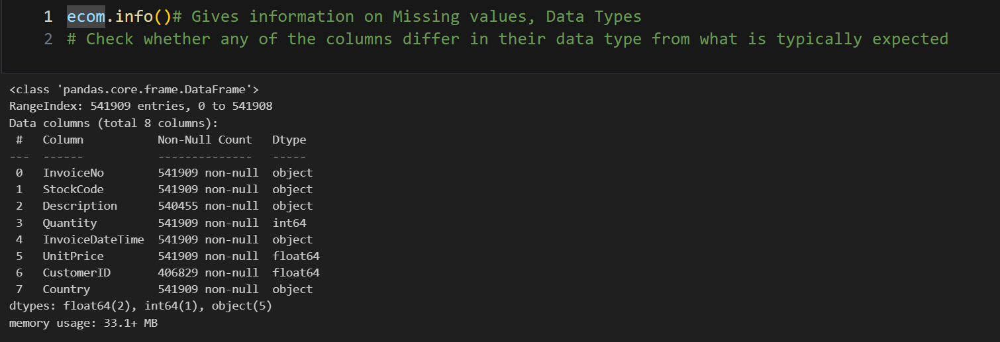 1 ecom.info()# Gives information on Missing values, Data Types
2 # Check whether any of the columns differ in their data type from what is typically expected
<class 'pandas.core.frame.DataFrame'>
RangeIndex: 541909 entries, 0 to 541908
Data columns (total 8 columns):
 #   Column           Non-Null Count   Dtype
---  ------           --------------   -----
 0   InvoiceNo        541909 non-null  object
 1   StockCode        541909 non-null  object
 2   Description      540455 non-null  object
 3   Quantity         541909 non-null  int64
 4   InvoiceDateTime  541909 non-null  object
 5   UnitPrice        541909 non-null  float64
 6   CustomerID       406829 non-null  float64
 7   Country          541909 non-null  object
dtypes: float64(2), int64(1), object(5)
memory usage: 33.1+ MB